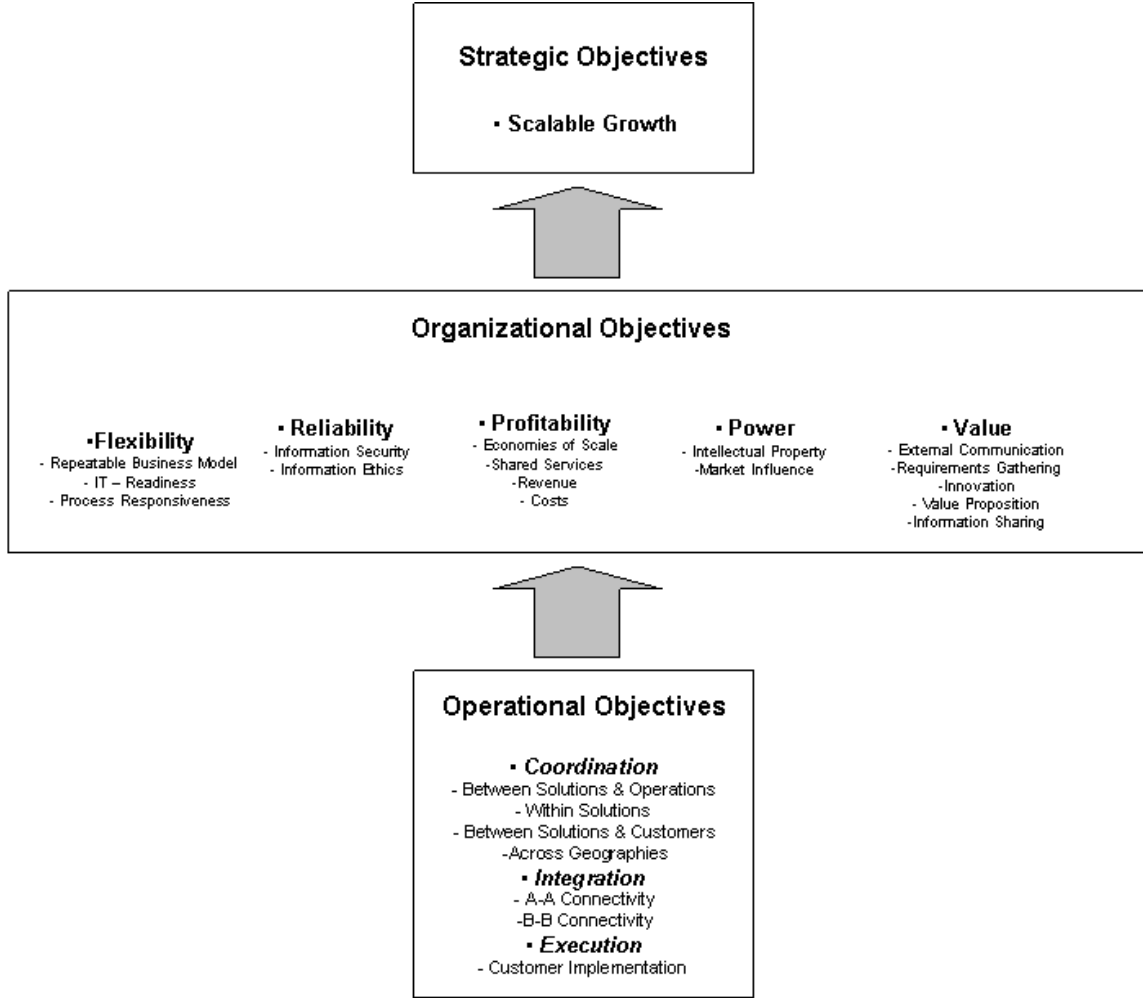 Strategic Objectives
▪ Scalable Growth
Organizational Objectives
▪Flexibility
- Repeatable Business Model
- IT – Readiness
- Process Responsiveness
▪ Reliability
- Information Security
- Information Ethics
▪ Profitability
- Economies of Scale
-Shared Services
-Revenue
- Costs
▪ Power
- Intellectual Property
-Market Influence
▪ Value
- External Communication
-Requirements Gathering
-Innovation
- Value Proposition
-Information Sharing
Operational Objectives
▪ Coordination
- Between Solutions & Operations
- Within Solutions
- Between Solutions & Customers
-Across Geographies
▪ Integration
- A-A Connectivity
-B-B Connectivity
▪ Execution
- Customer Implementation